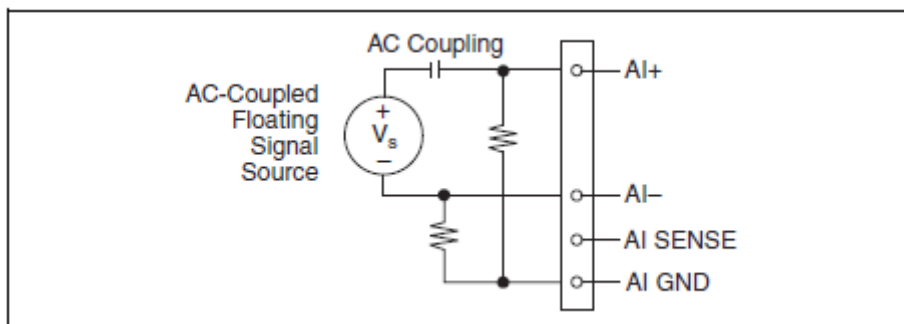 AC Coupling
AI+
AC-Coupled
Floating
Signal
Source
+
Vs
–
AI–
AI SENSE
AI GND